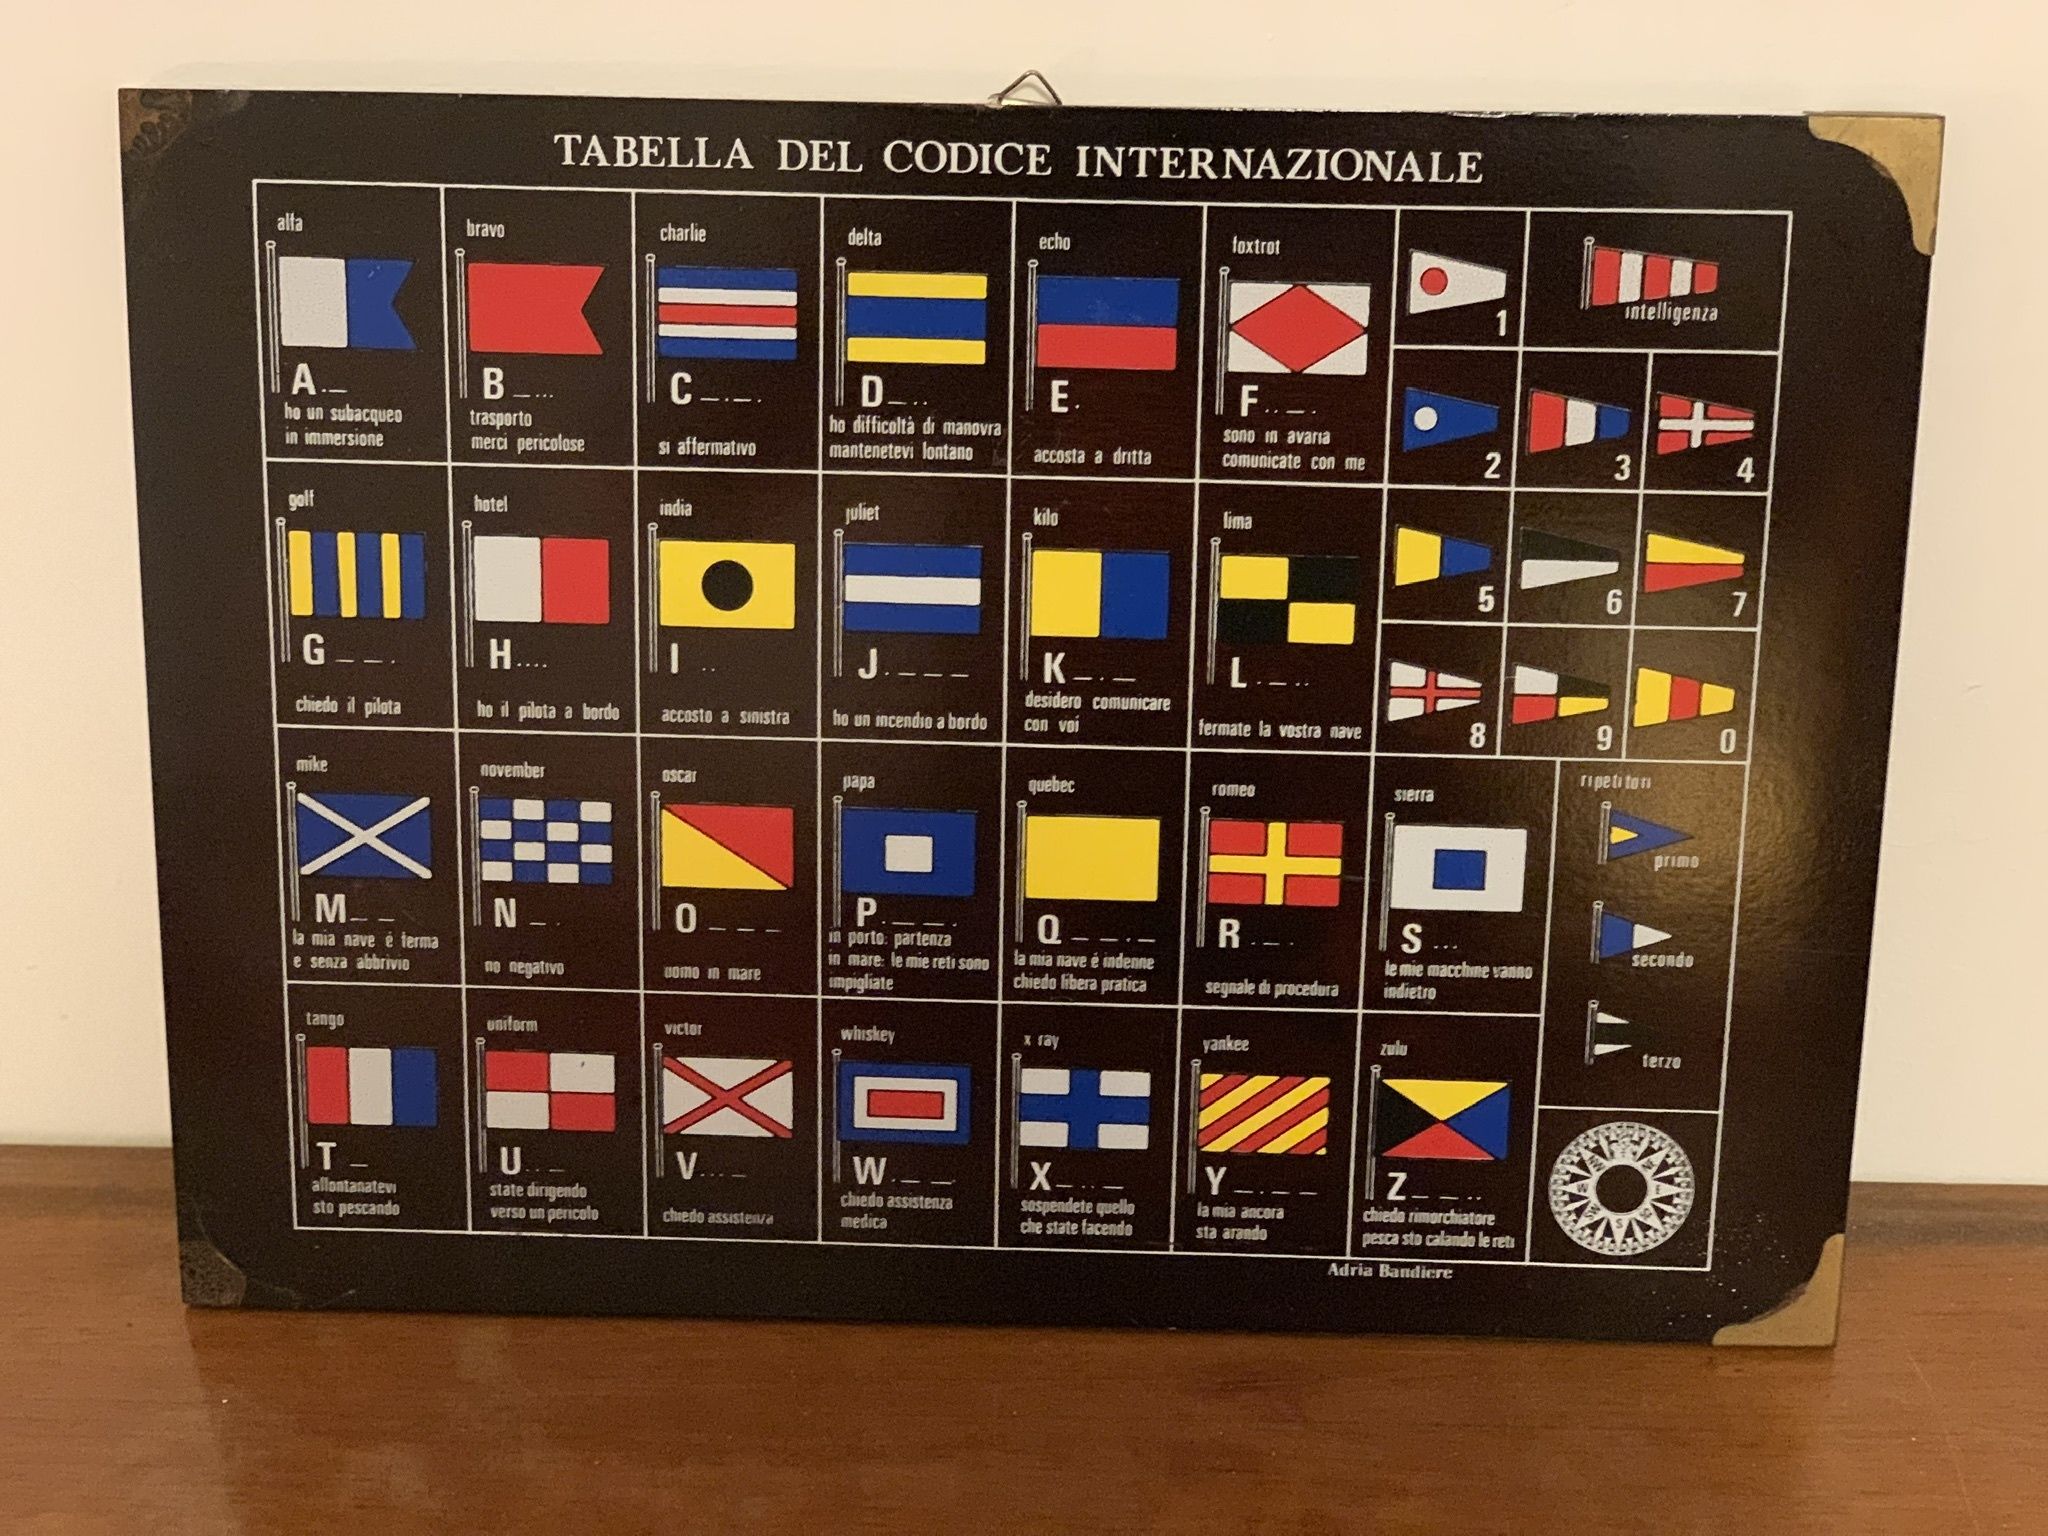 TABELLA DEL CODICE INTERNAZIONALE
alfa
A ._
ho un subacqueo
in immersione
bravo
B _...
trasporto
merci pericolose
charlie
C _._.
si affermativo
delta
D _..
ho difficoltà di manovra
mantenetevi lontano
echo
E .
accosta a dritta
foxtrot
F .._.
sono in avaria
comunicate con me
1
intelligenza
2
3
4
golf
G _ _ .
chiedo il pilota
hotel
H ....
ho il pilota a bordo
india
I ..
accosto a sinistra
juliet
J . _ _ _
ho un incendio a bordo
kilo
K _._
desidero comunicare
con voi
lima
L ._..
fermate la vostra nave
5
6
7
8
9
0
mike
M _ _
la mia nave é ferma
e senza abbrivio
november
N _.
no negativo
oscar
O _ _ _
uomo in mare
papa
P . _ _ .
in porto: partenza
in mare: le mie reti sono
impigliate
quebec
Q _ _ . _
la mia nave é indenne
chiedo libera pratica
romeo
R ._.
segnale di procedura
sierra
S ...
le mie macchine vanno
indietro
ripetitori
primo
secondo
terzo
tango
T _
allontanatevi
sto pescando
uniform
U .._
state dirigendo
verso un pericolo
victor
V ..._
chiedo assistenza
whiskey
W . _ _
chiedo assistenza
medica
x ray
X _.._
sospendete quello
che state facendo
yankee
Y _ . _ _
la mia ancora
sta arando
zulu
Z _ _ ..
chiedo rimorchiatore
pesca sto calando le reti
Adria Bandiere